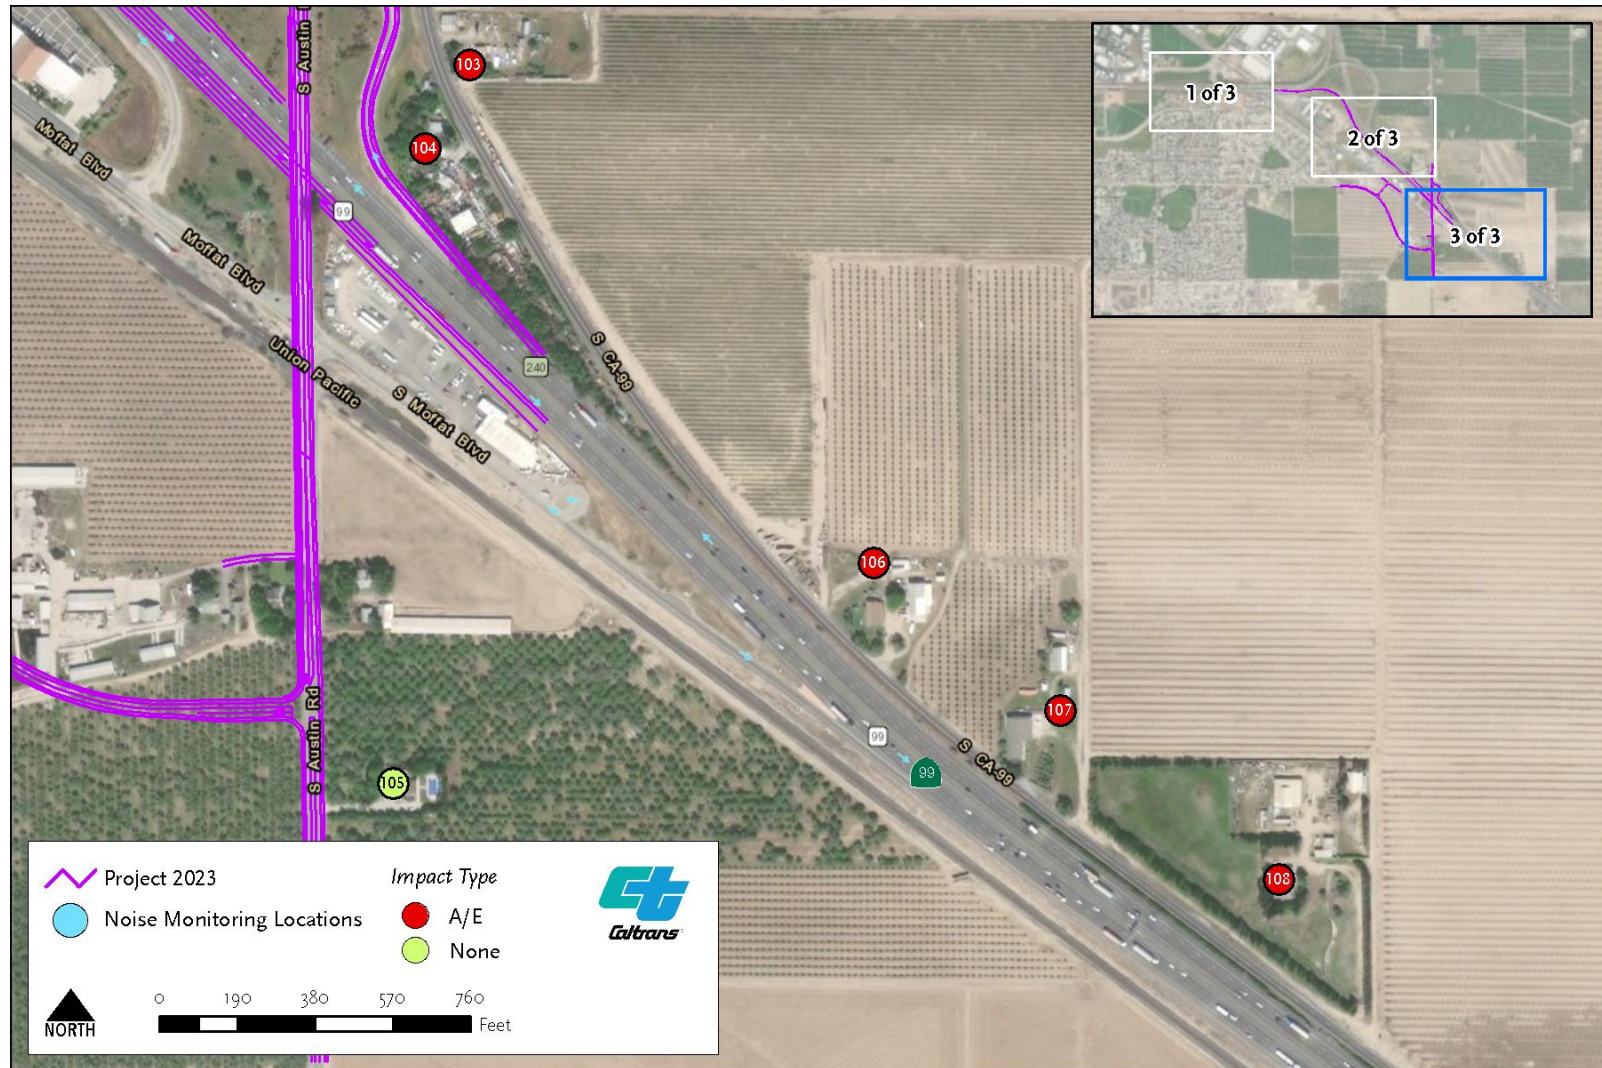 S Austin
103
104
1 of 3
2 of 3
3 of 3
Moffat Blvd
99
Moffat Blvd
Union Pacific
240
S CA-99
S Moffat Blvd
106
107
S Austin Rd
105
99
99
S CA-99
108
Project 2023
Noise Monitoring Locations
Impact Type
A/E
None
Caltrans
NORTH
0 190 380 570 760
Feet